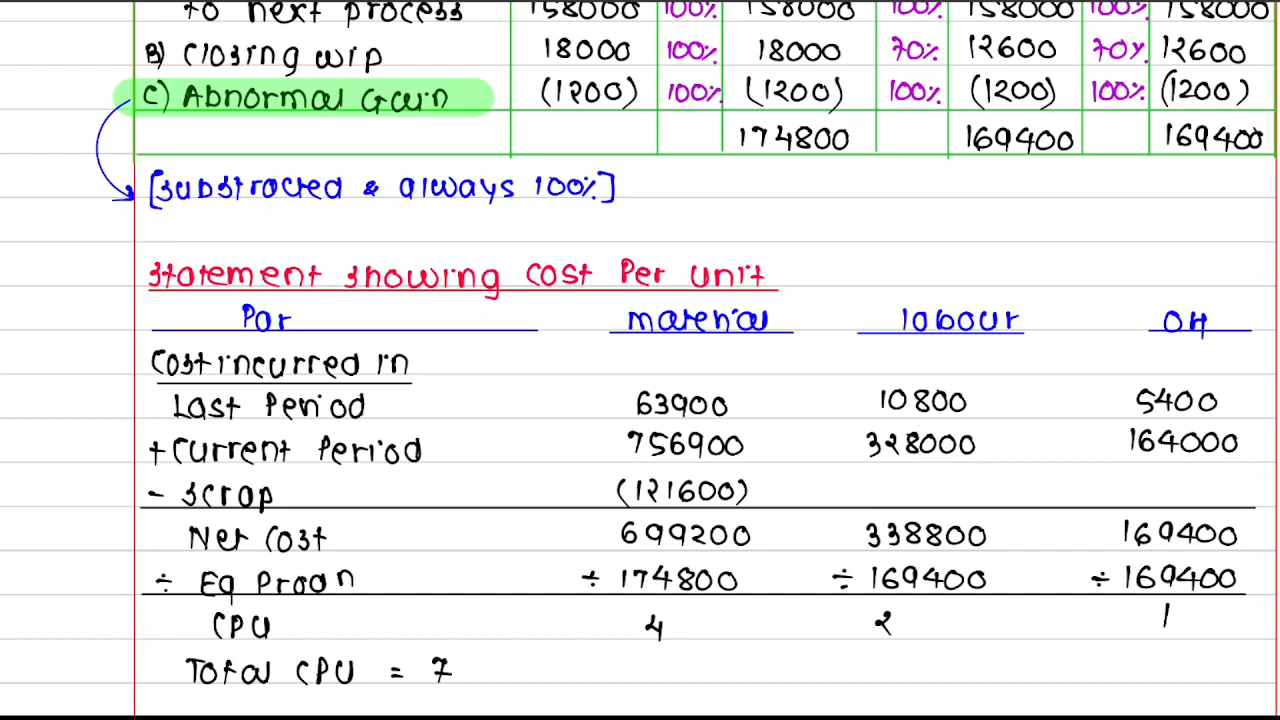 to next process 158000 100% 158000 100% 158000 100% 158000
B) Closing WIP 18000 100% 18000 70% 12600 70% 12600
C) Abnormal Gain (1200) 100% (1200) 100% (1200) 100% (1200)
174800 169400 169400
[Substracted & always 100%]
Statement showing Cost Per unit
Par material labour OH
Cost incurred in
Last Period 63900 10800 5400
+ Current Period 756900 328000 164000
- Scrap (121600)
Net Cost 699200 338800 169400
÷ Eq Prodn ÷ 174800 ÷ 169400 ÷ 169400
CPU 4 2 1
Total CPU = 7